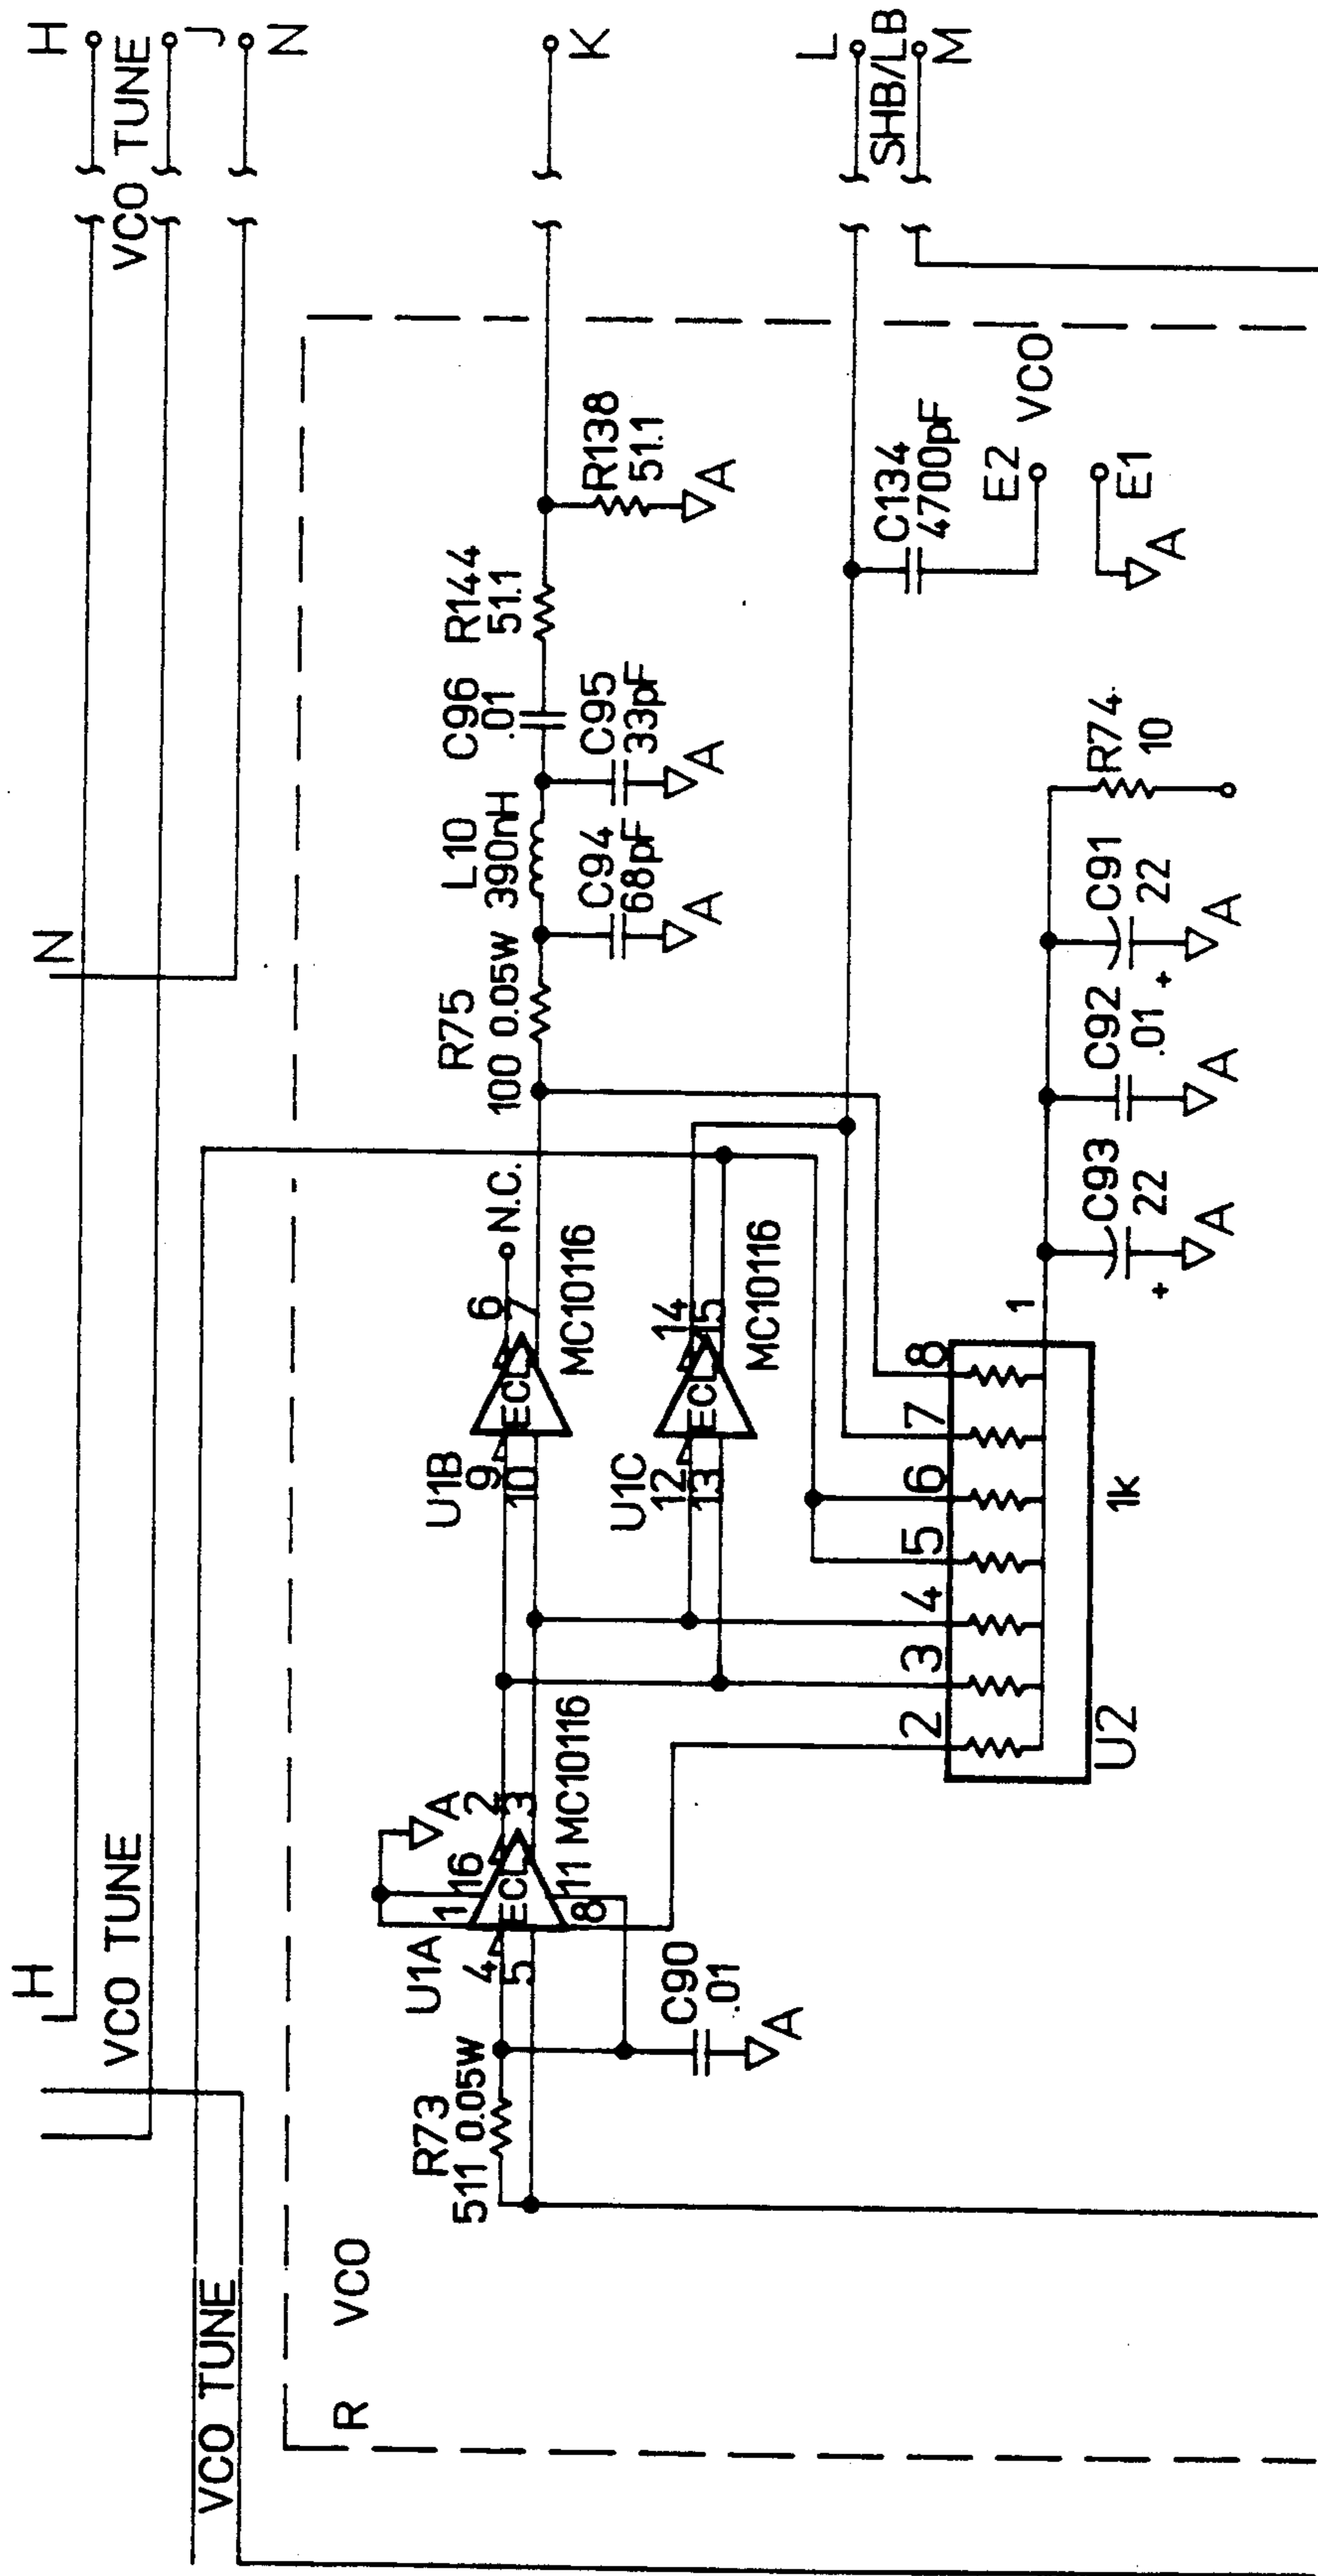 H
VCO TUNE
J
N
K
L
SHB/LB
M
H
VCO TUNE
N
VCO TUNE
R VCO
R73
511 0.05W
C90
.01
A
U1A
4
5
1
16
A
2
3
ECL
8
11
MC10116
U1B
9
10
ECL
6
7
N.C.
MC10116
U1C
12
13
ECL
14
15
MC10116
R75
100 0.05W
L10
390nH
C94
68pF
A
C95
33pF
A
C96
.01
R144
51.1
R138
51.1
A
C134
4700pF
E2
VCO
E1
A
2
3
4
5
6
7
8
1
U2
1k
C93
22
+
A
C92
.01
A
C91
22
+
A
R74
10